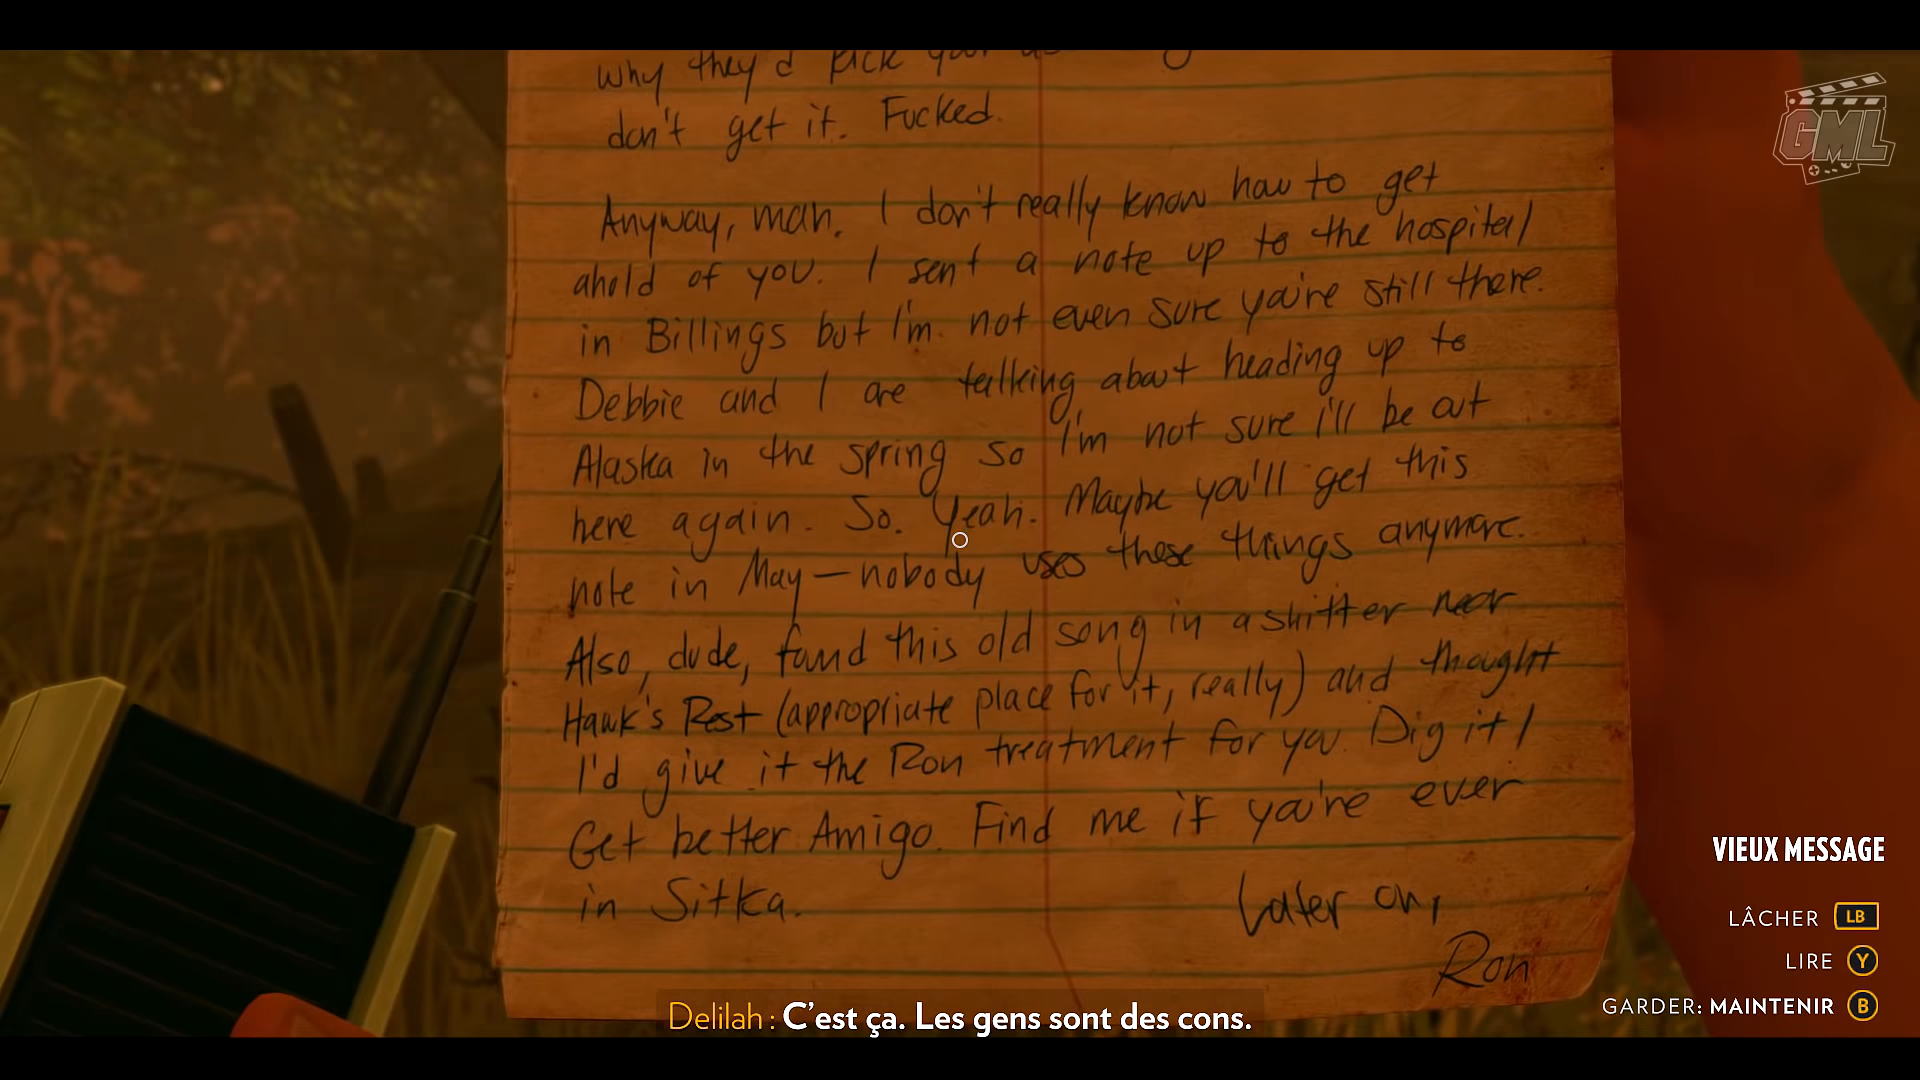 why they'd
don't get it. Fucked.
Anyway, man. I don't really know how to get
ahold of you. I sent a note up to the hospital
in Billings but I'm not even sure you're still there.
Debbie and I are talking about heading up to
Alaska in the spring so I'm not sure I'll be out
here again. So. Yeah. Maybe you'll get this
note in May—nobody uses these things anymore.
Also, dude, found this old song in a shitter near
Hawk's Rest (appropriate place for it, really) and thought
I'd give it the Ron treatment for you. Dig it!
Get better Amigo. Find me if you're ever
in Sitka.
Later on,
Ron
GML
VIEUX MESSAGE
LÂCHER LB
LIRE Y
GARDER: MAINTENIR B
Delilah : C'est ça. Les gens sont des cons.